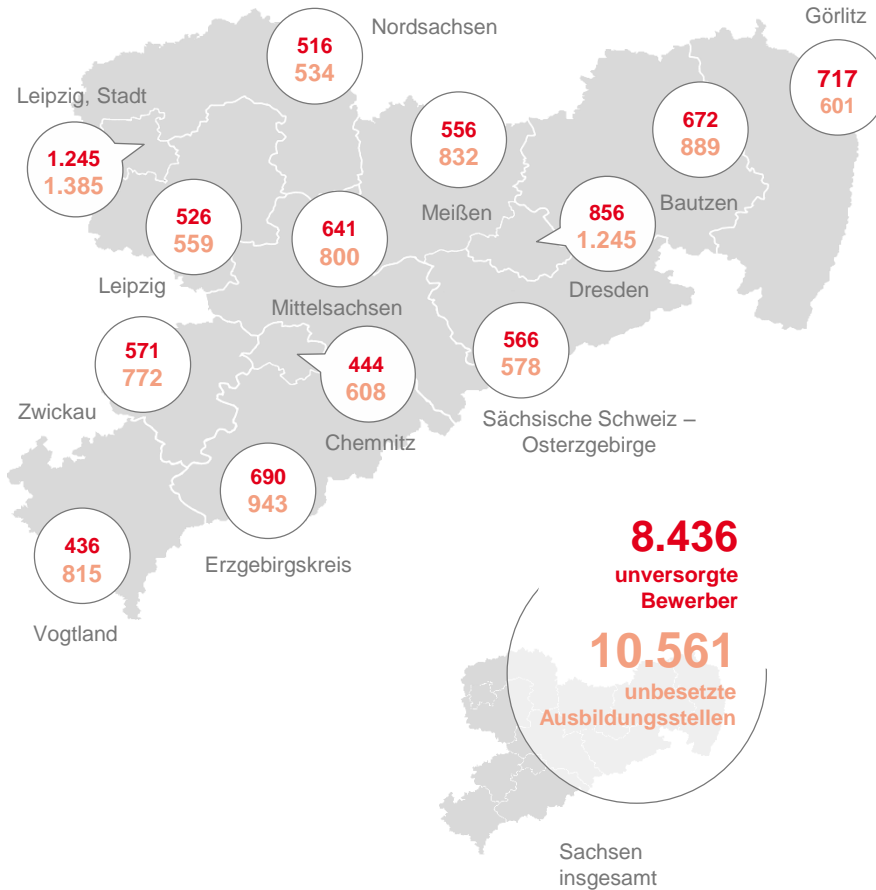 Görlitz
717
601
Nordsachsen
516
534
Leipzig, Stadt
1.245
1.385
556
832
Meißen
672
889
Bautzen
526
559
Leipzig
641
800
Mittelsachsen
856
1.245
Dresden
571
772
Zwickau
444
608
Chemnitz
566
578
Sächsische Schweiz –
Osterzgebirge
690
943
Erzgebirgskreis
436
815
Vogtland
8.436
unversorgte
Bewerber
10.561
unbesetzte
Ausbildungsstellen
Sachsen
insgesamt